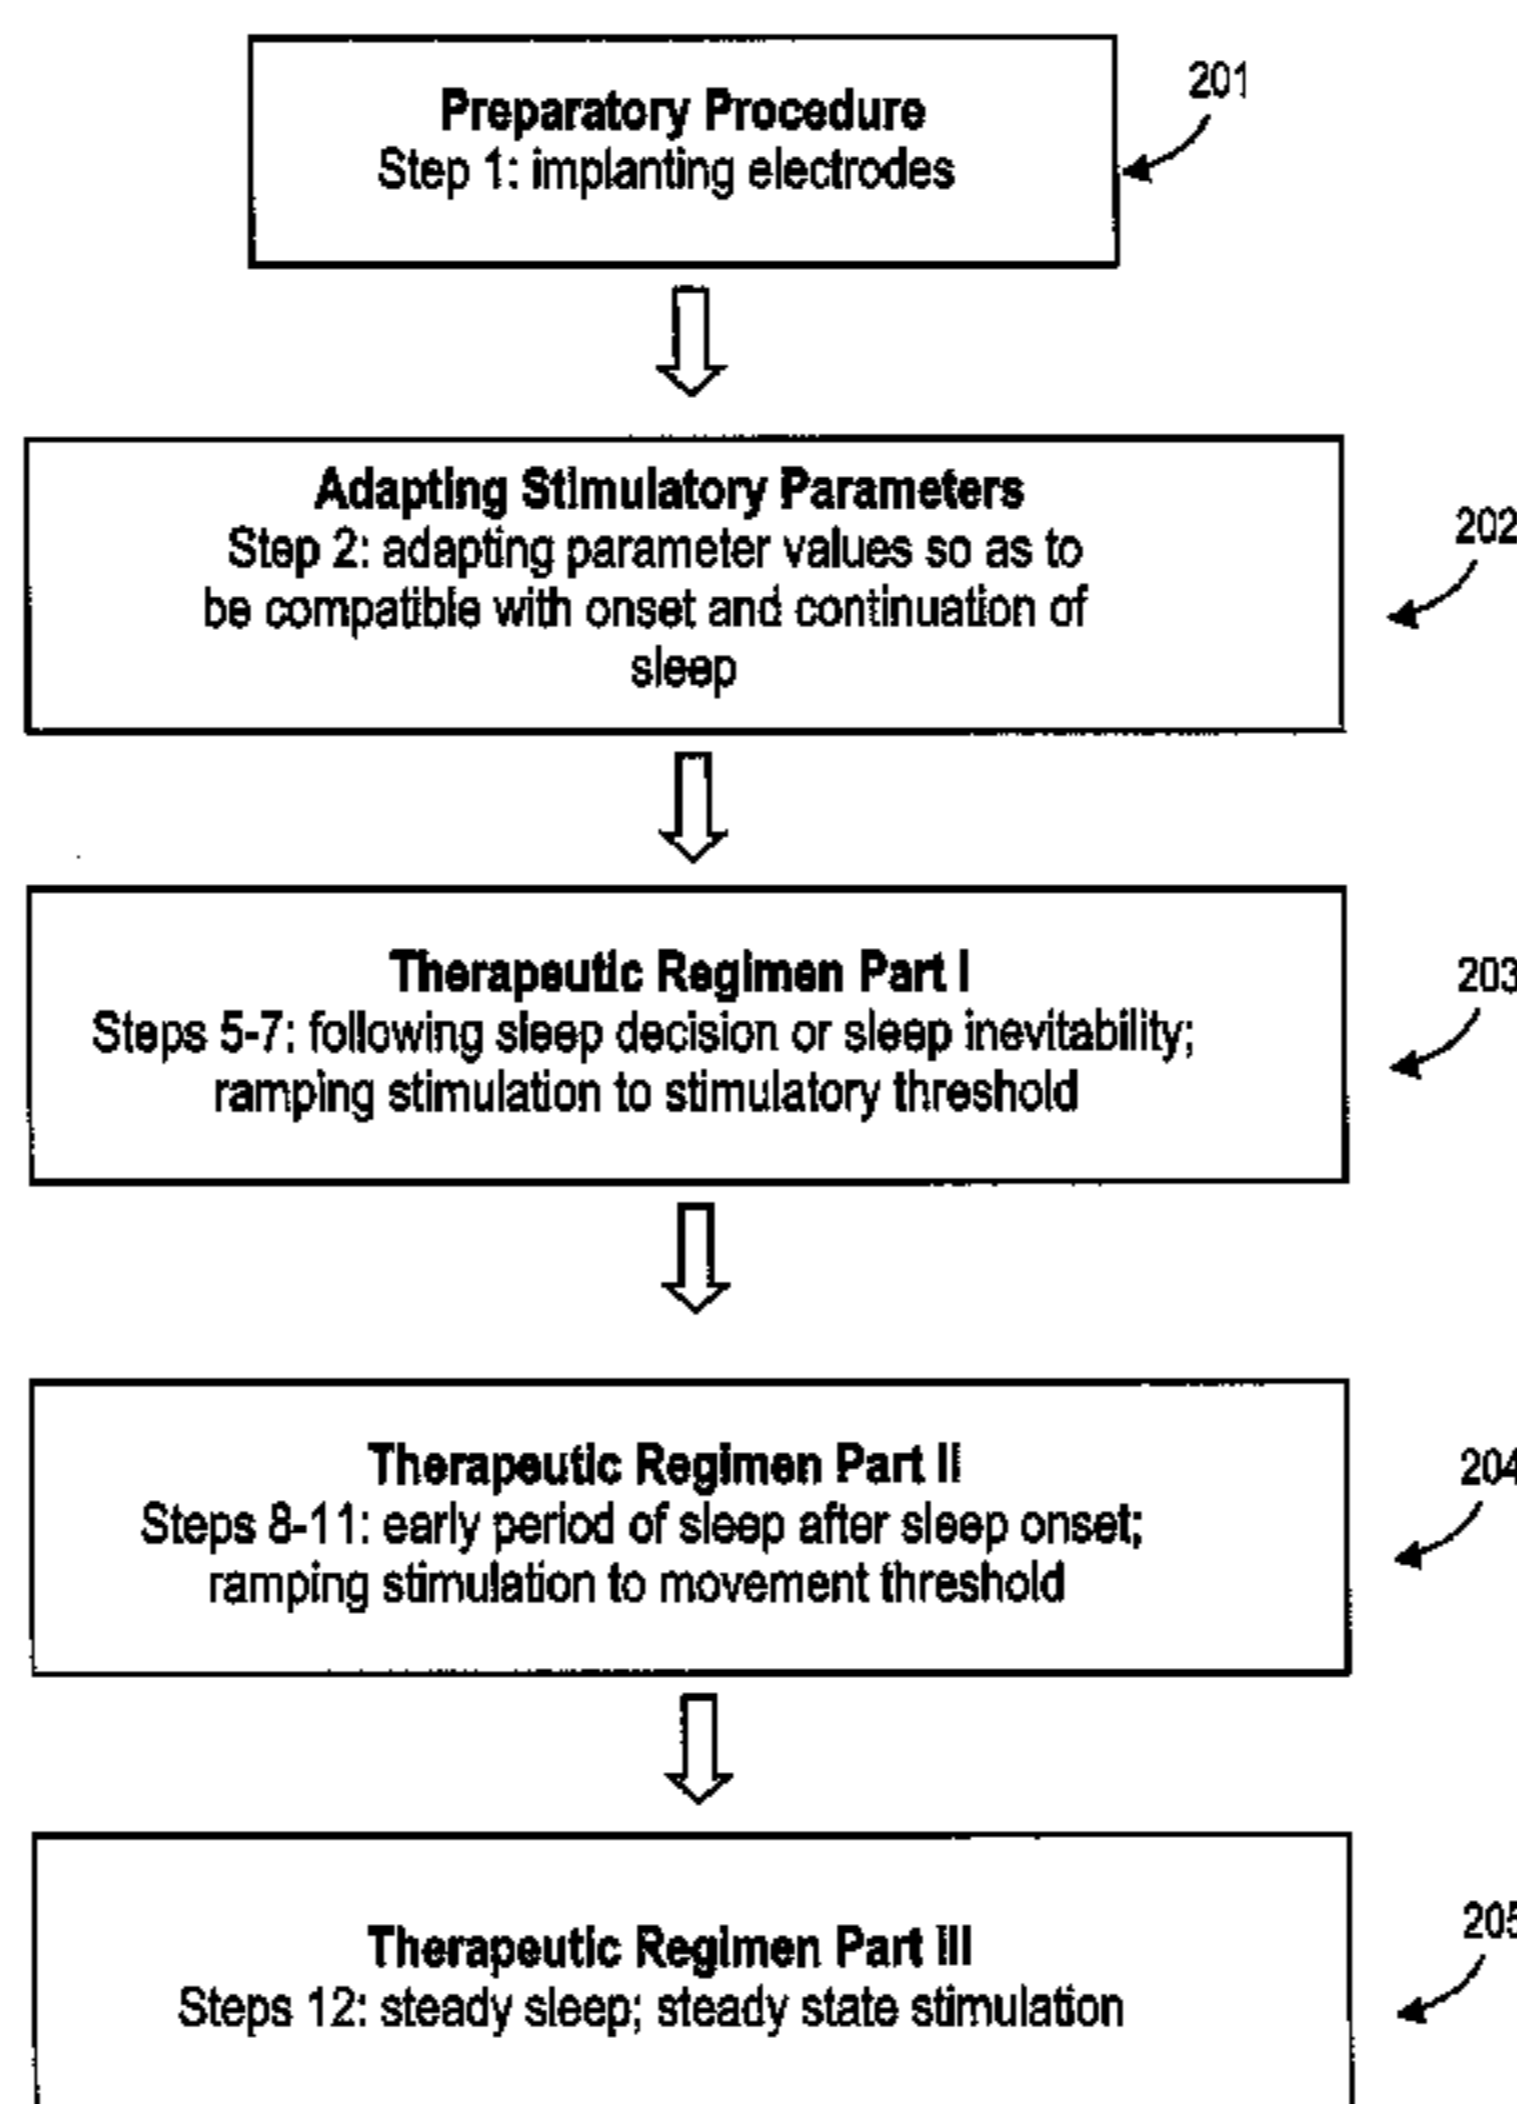 Preparatory Procedure
Step 1: implanting electrodes
201
Adapting Stimulatory Parameters
Step 2: adapting parameter values so as to
be compatible with onset and continuation of
sleep
202
Therapeutic Regimen Part I
Steps 5-7: following sleep decision or sleep inevitability;
ramping stimulation to stimulatory threshold
203
Therapeutic Regimen Part II
Steps 8-11: early period of sleep after sleep onset;
ramping stimulation to movement threshold
204
Therapeutic Regimen Part III
Steps 12: steady sleep; steady state stimulation
205